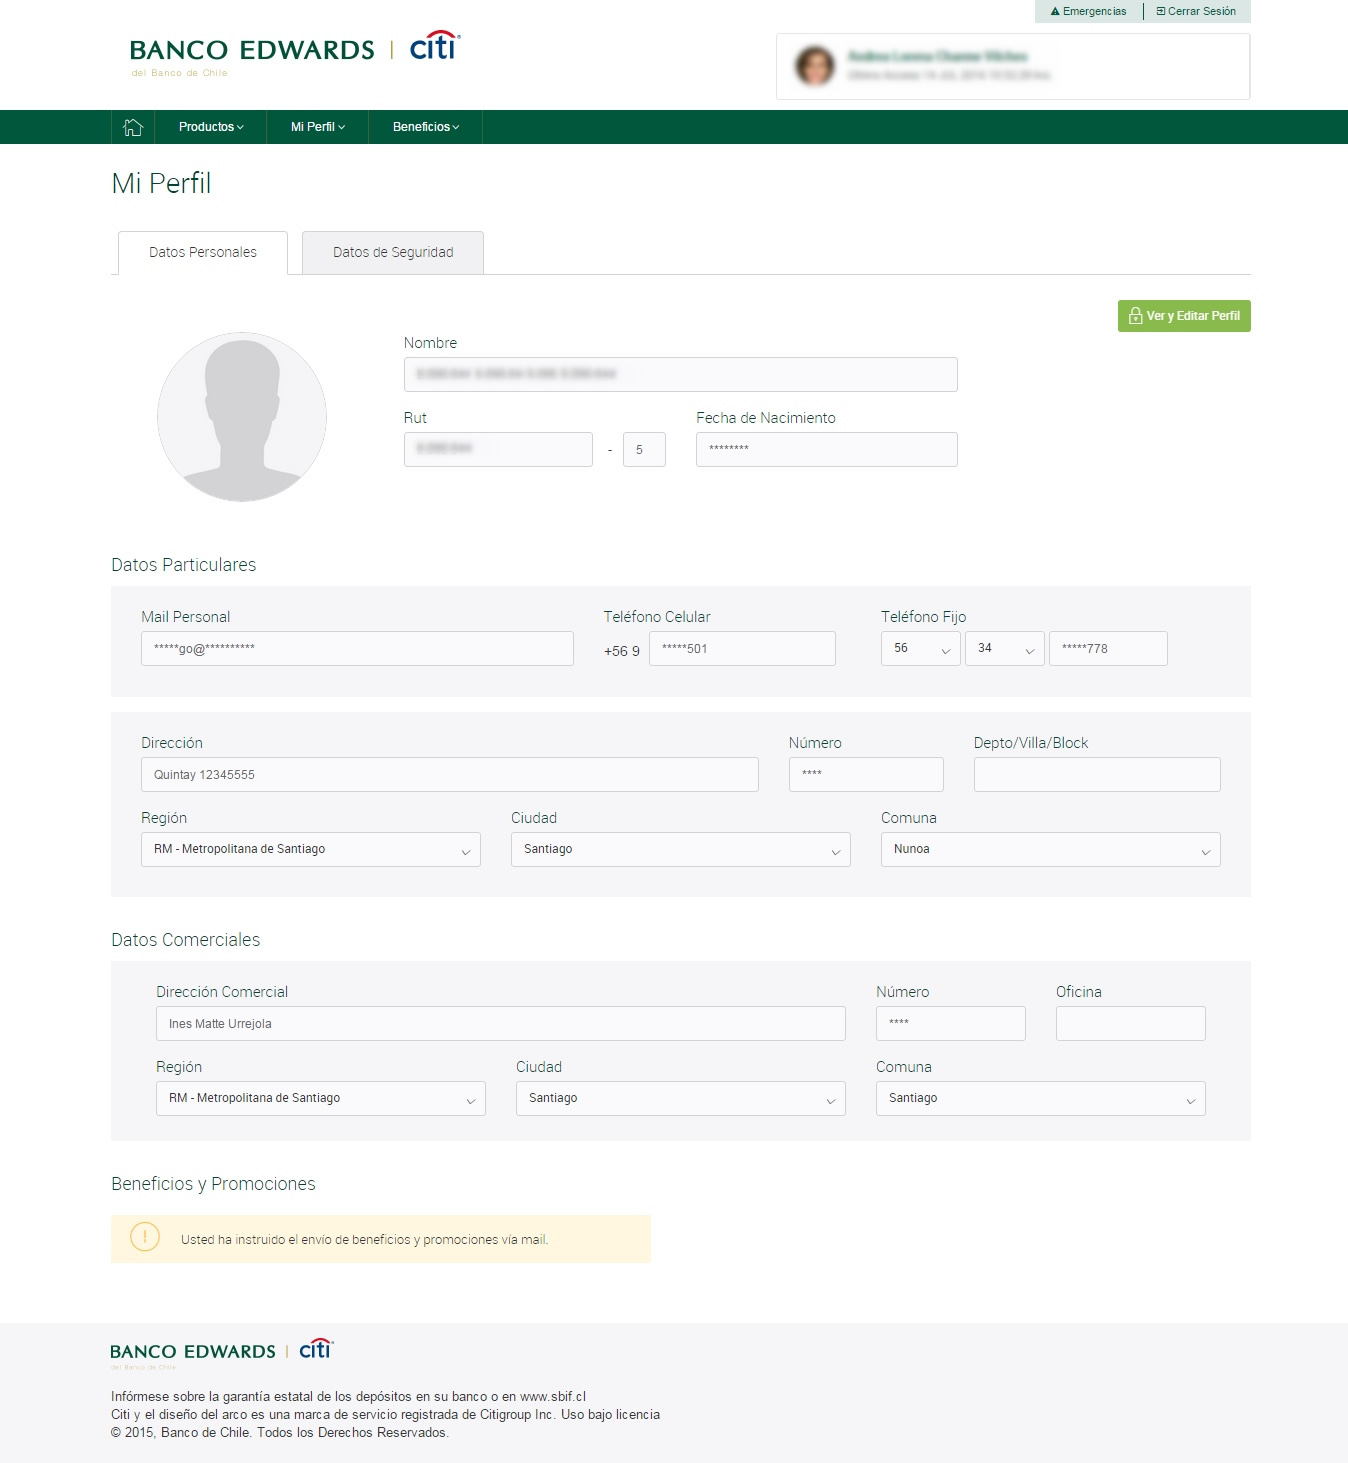 Emergencias | Cerrar Sesión
BANCO EDWARDS | citi
del Banco de Chile
Productos Mi Perfil Beneficios
Mi Perfil
Datos Personales Datos de Seguridad
Ver y Editar Perfil
Nombre
Rut Fecha de Nacimiento
- 5 ********
Datos Particulares
Mail Personal Teléfono Celular Teléfono Fijo
*****go@********** +56 9 *****501 56 34 *****778
Dirección Número Depto/Villa/Block
Quintay 12345555 ****
Región Ciudad Comuna
RM - Metropolitana de Santiago Santiago Nunoa
Datos Comerciales
Dirección Comercial Número Oficina
Ines Matte Urrejola ****
Región Ciudad Comuna
RM - Metropolitana de Santiago Santiago Santiago
Beneficios y Promociones
Usted ha instruido el envío de beneficios y promociones vía mail.
BANCO EDWARDS | citi
del Banco de Chile
Infórmese sobre la garantía estatal de los depósitos en su banco o en www.sbif.cl
Citi y el diseño del arco es una marca de servicio registrada de Citigroup Inc. Uso bajo licencia
© 2015, Banco de Chile. Todos los Derechos Reservados.